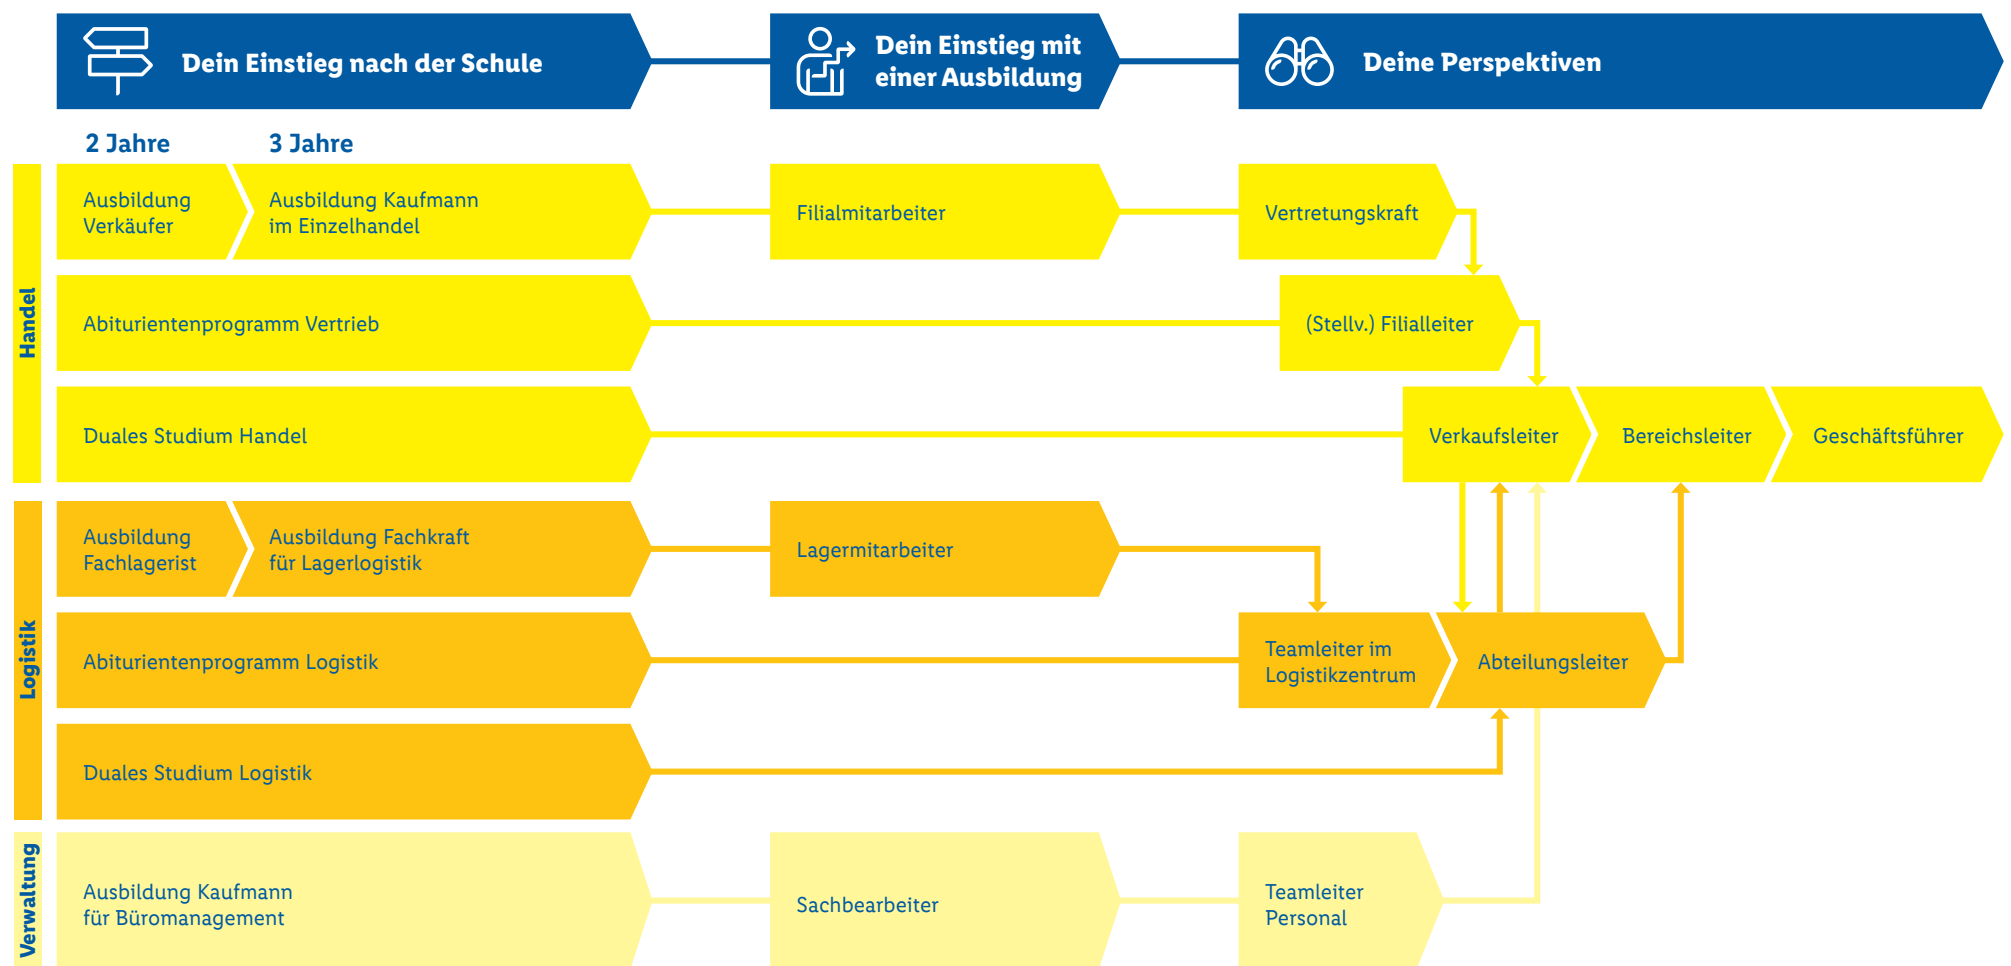 Dein Einstieg nach der Schule
Dein Einstieg mit
einer Ausbildung
Deine Perspektiven
2 Jahre
3 Jahre
Handel
Ausbildung
Verkäufer
Ausbildung Kaufmann
im Einzelhandel
Filialmitarbeiter
Vertretungskraft
Abiturientenprogramm Vertrieb
(Stellv.) Filialleiter
Duales Studium Handel
Verkaufsleiter
Bereichsleiter
Geschäftsführer
Logistik
Ausbildung
Fachlagerist
Ausbildung Fachkraft
für Lagerlogistik
Lagermitarbeiter
Abiturientenprogramm Logistik
Teamleiter im
Logistikzentrum
Abteilungsleiter
Duales Studium Logistik
Verwaltung
Ausbildung Kaufmann
für Büromanagement
Sachbearbeiter
Teamleiter
Personal